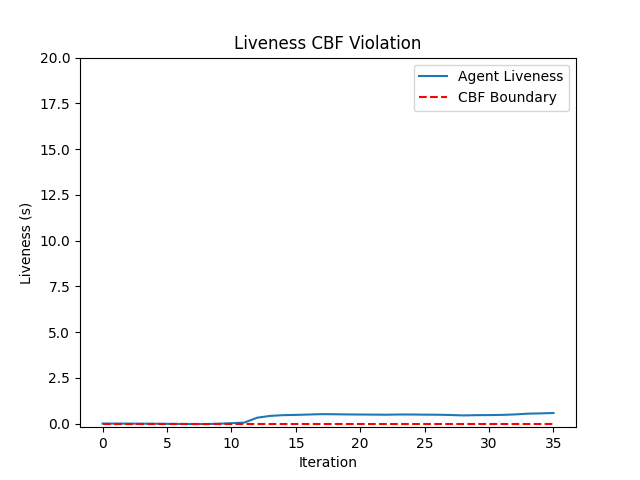 Liveness CBF Violation
20.0
Agent Liveness
CBF Boundary
17.5
15.0
12.5
10.0
7.5
5.0
2.5
0.0
Liveness (s)
0 5 10 15 20 25 30 35
Iteration